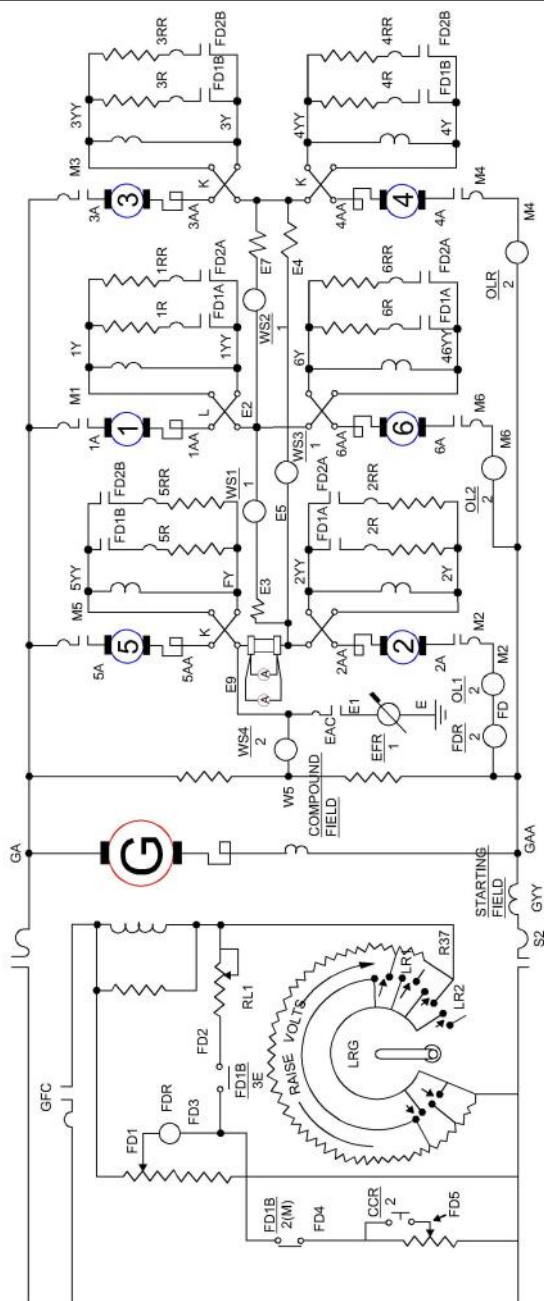 GA
GFC
G
GAA
COMPOUND
FIELD
STARTING
FIELD
GYY
S2
FD1
FDR
FD3
FD2
FD1B
3E
RL1
R37
RAISE VOLTS
LRG
LR1
LR2
FD1B
2(M)
FD4
CCR
2
FD5
M5
5A
5
5AA
K
5YY
FY
FD1B
5R
FD2B
5RR
M1
1A
1
1AA
L
1Y
1YY
1R
FD1A
1RR
FD2A
M3
3A
3
3AA
K
3YY
3Y
3R
FD1B
3RR
FD2B
E9
A
A
E3
WS1
1
E2
WS2
1
E7
E4
E5
WS3
1
WS4
2
W5
EAC
E1
EFR
1
E
2AA
2
2A
M2
M2
2YY
2Y
FD1A
2R
FD2A
2RR
OL1
2
FD
FDR
2
6AA
6
6A
M6
M6
6Y
46YY
6R
FD1A
6RR
FD2A
OL2
2
K
4AA
4
4A
M4
M4
4YY
4Y
4R
FD1B
4RR
FD2B
OLR
2